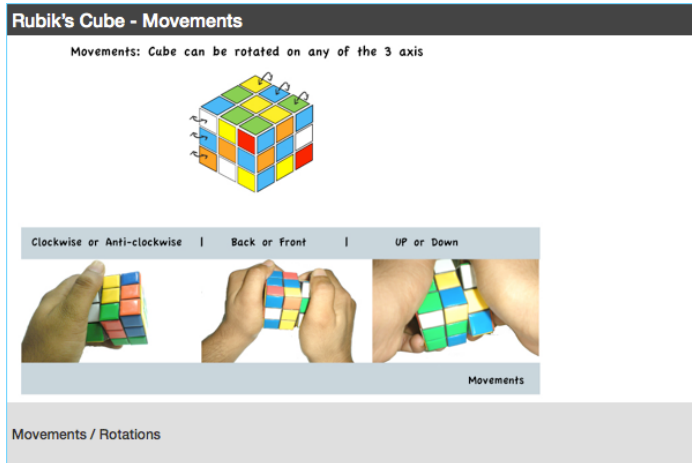 Rubik's Cube - Movements
Movements: Cube can be rotated on any of the 3 axis
Clockwise or Anti-clockwise | Back or Front | UP or Down
Movements
Movements / Rotations